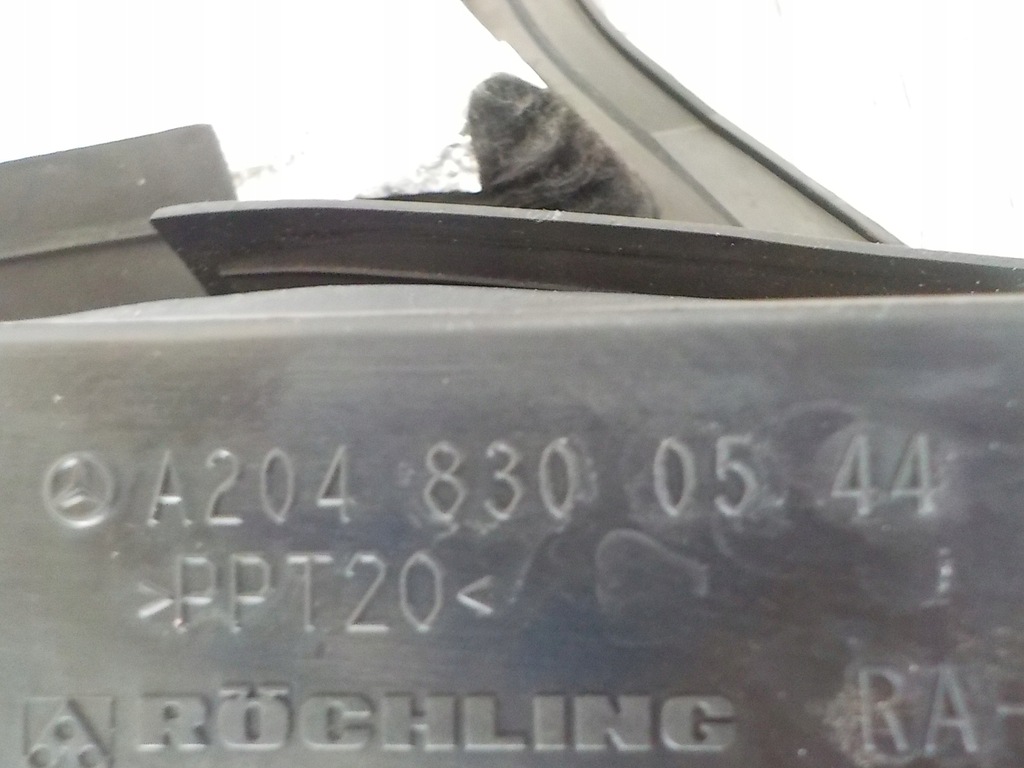 A204 830 05 44
>PPT20<
RÖCHLING RA-